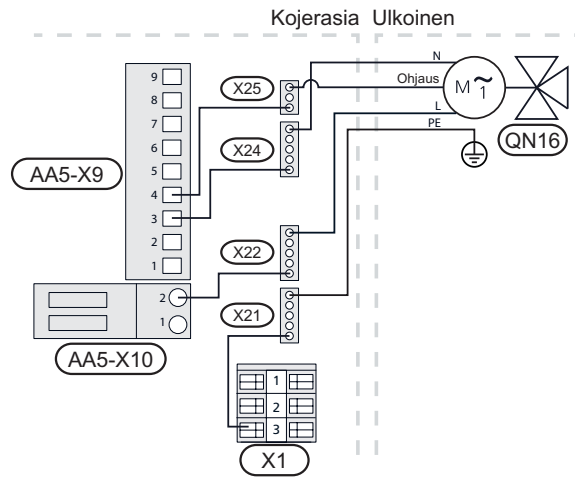 Kojerasia Ulkoinen
N
Ohjaus
L
PE
M ~ 1
QN16
X25
X24
X22
X21
9
8
7
6
5
4
3
2
1
AA5-X9
2
1
AA5-X10
1
2
3
X1